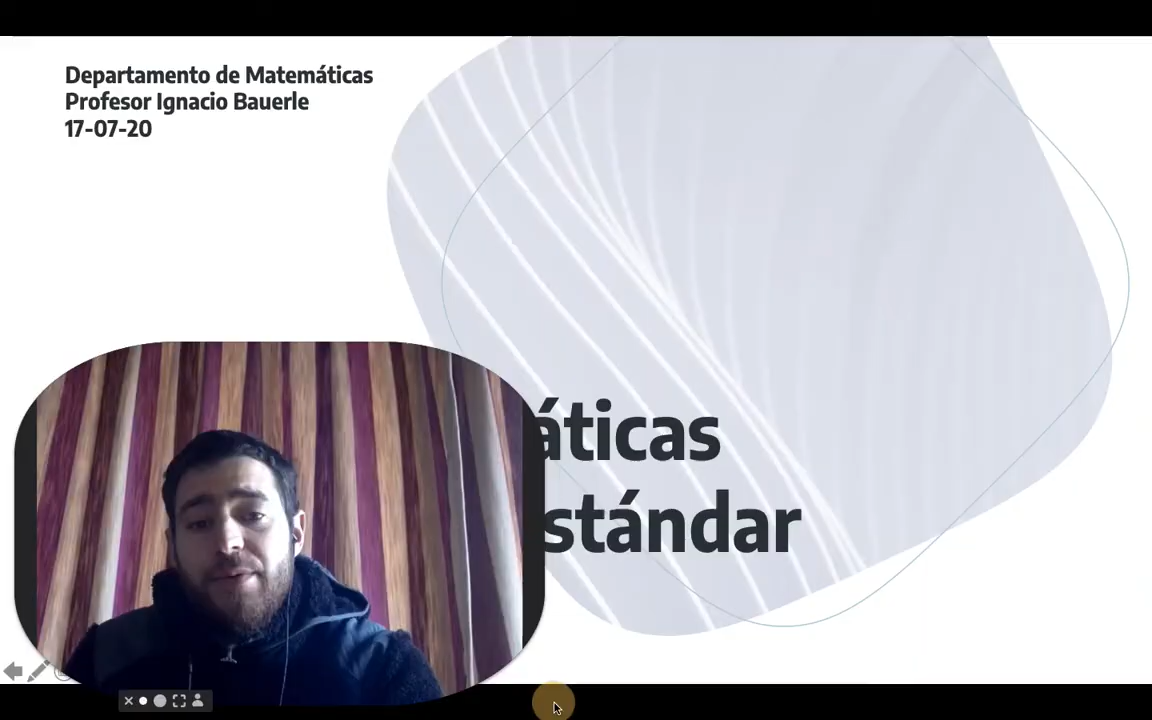 Departamento de Matemáticas
Profesor Ignacio Bauerle
17-07-20
áticas
stándar